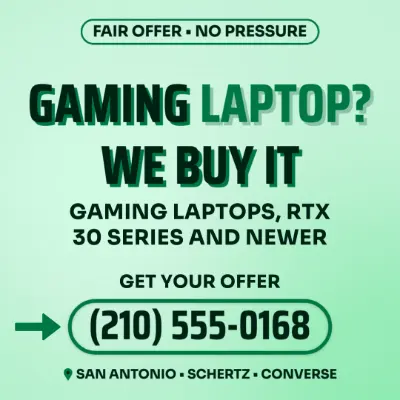 FAIR OFFER ▪ NO PRESSURE
GAMING LAPTOP?
WE BUY IT
GAMING LAPTOPS, RTX
30 SERIES AND NEWER
GET YOUR OFFER
(210) 555-0168
SAN ANTONIO ▪ SCHERTZ ▪ CONVERSE